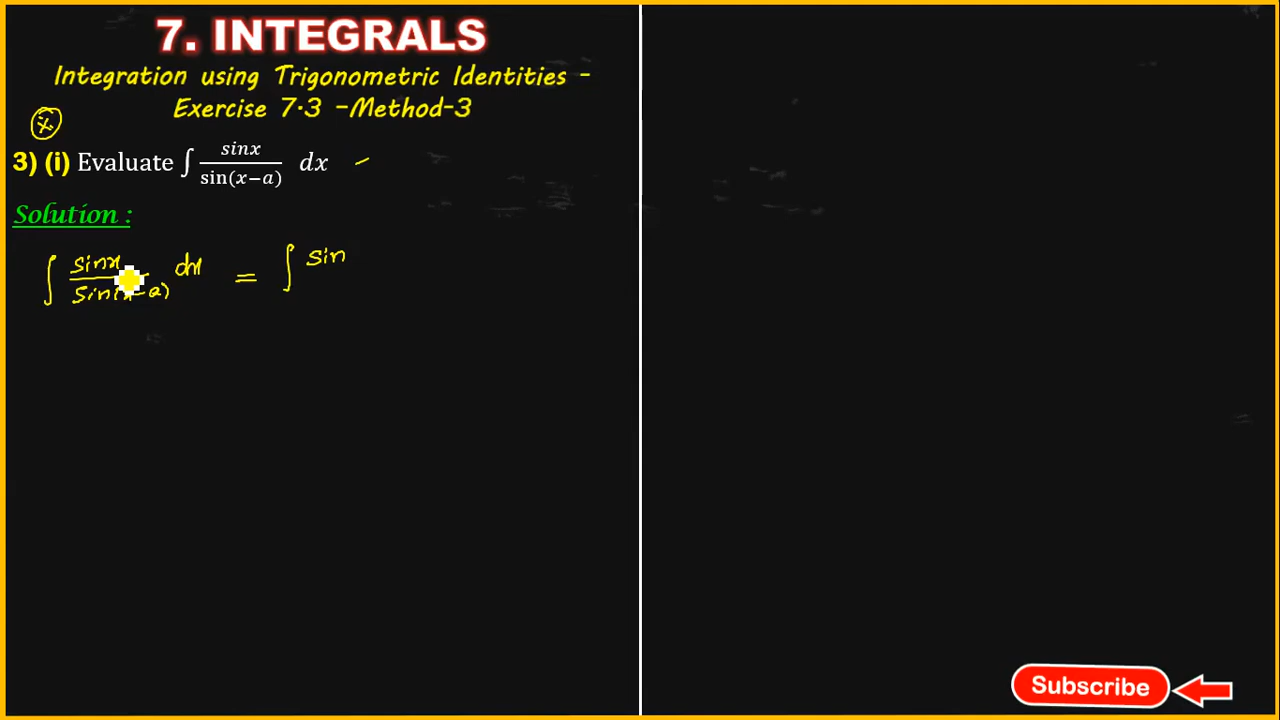 7. INTEGRALS
Integration using Trigonometric Identities -
Exercise 7.3 -Method-3
3) (i) Evaluate ∫ sinx / sin(x−a) dx
Solution :
∫ sinx / sin(x−a) dx = ∫ sin
Subscribe